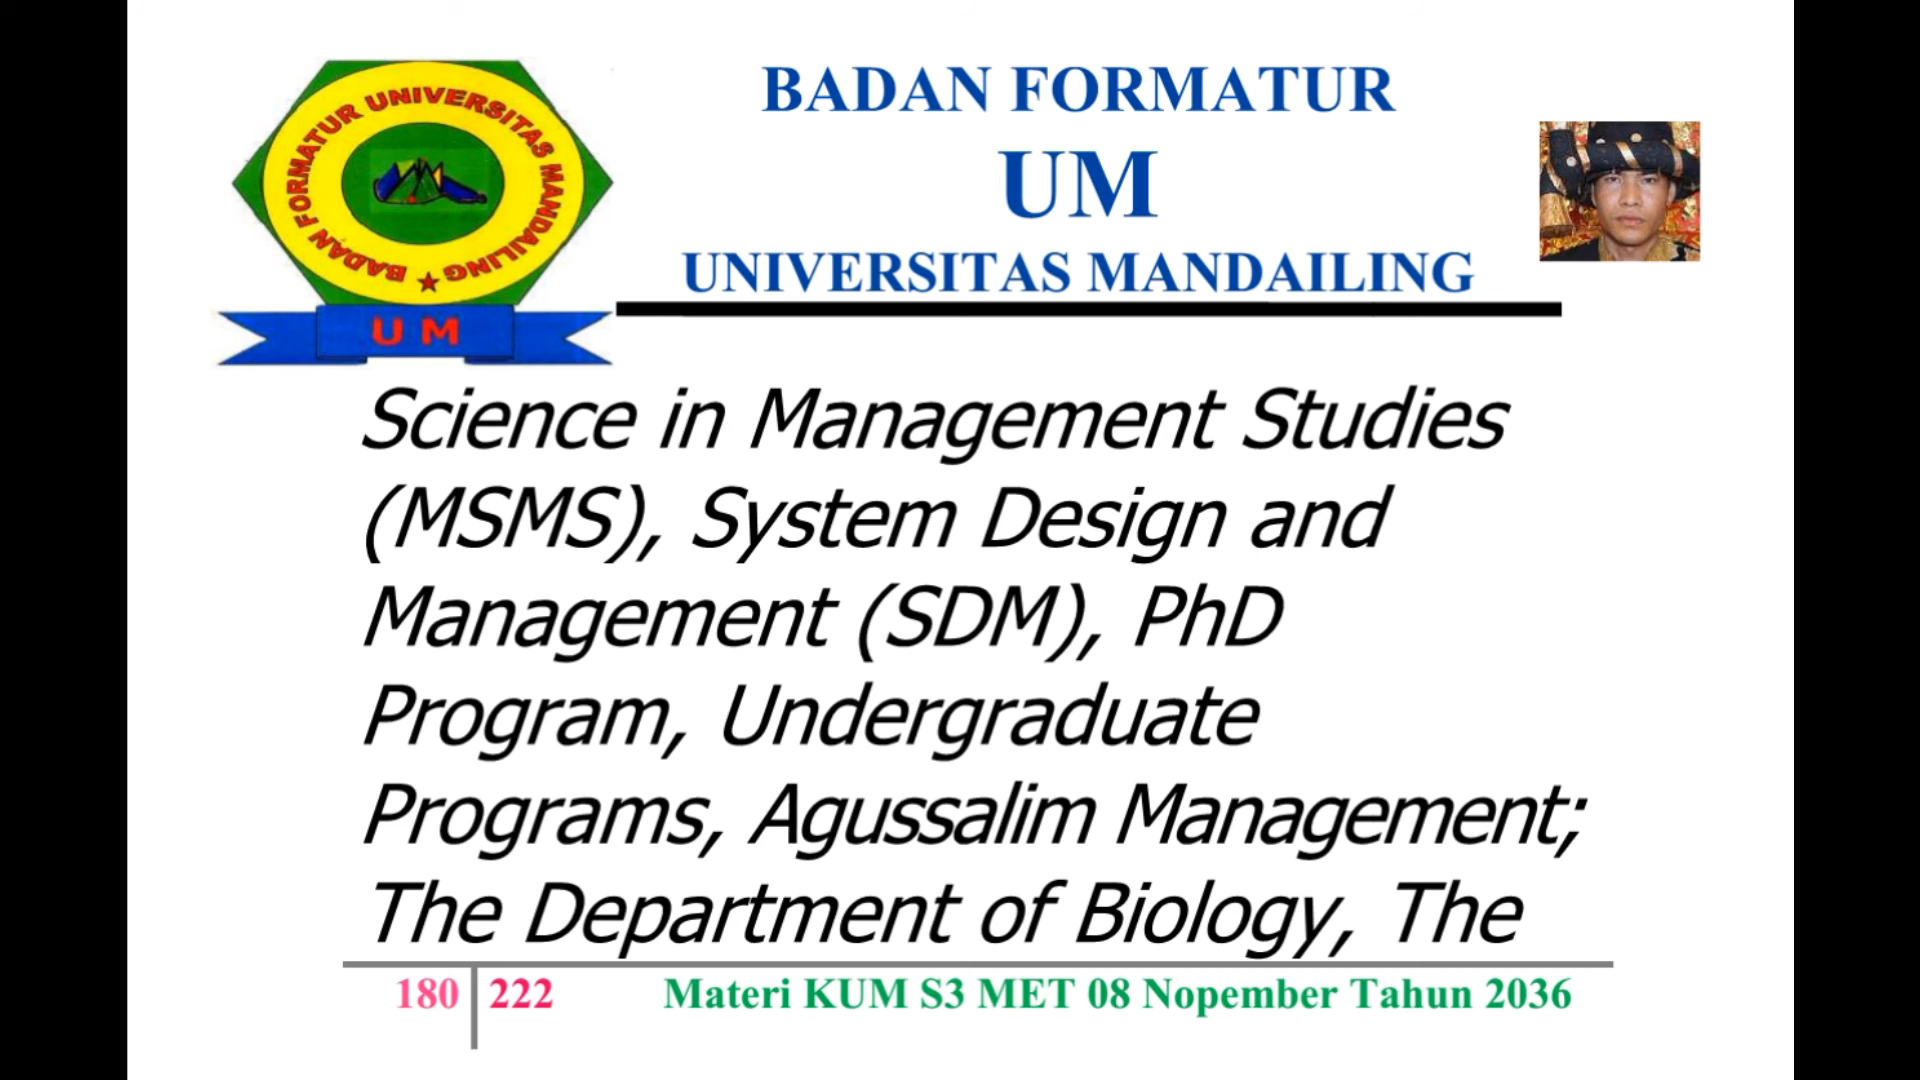 BADAN FORMATUR UNIVERSITAS MANDAILING
U M
BADAN FORMATUR
UM
UNIVERSITAS MANDAILING
Science in Management Studies
(MSMS), System Design and
Management (SDM), PhD
Program, Undergraduate
Programs, Agussalim Management;
The Department of Biology, The
180 222 Materi KUM S3 MET 08 Nopember Tahun 2036